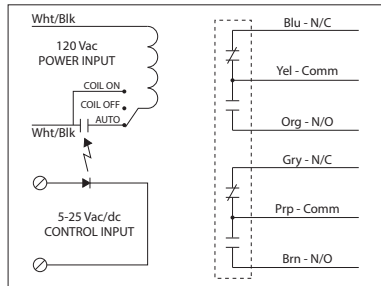 Wht/Blk
120 Vac
POWER INPUT
COIL ON
COIL OFF
AUTO
Wht/Blk
5-25 Vac/dc
CONTROL INPUT
Blu - N/C
Yel - Comm
Org - N/O
Gry - N/C
Prp - Comm
Brn - N/O